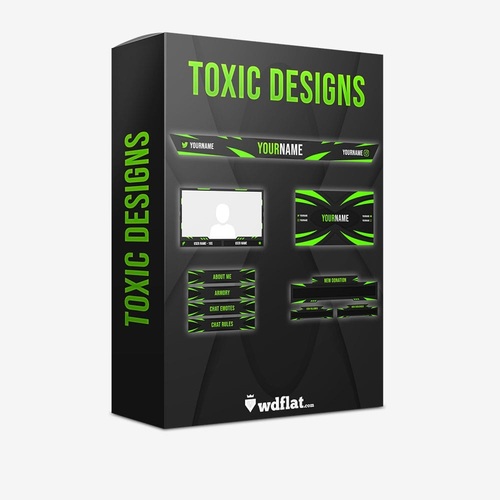 TOXIC DESIGNS
TOXIC DESIGNS
YOURNAME
YOURNAME
YOURNAME
YOURNAME
ABOUT ME
ARMORY
CHAT EMOTES
CHAT RULES
NEW DONATION
wdflat.com